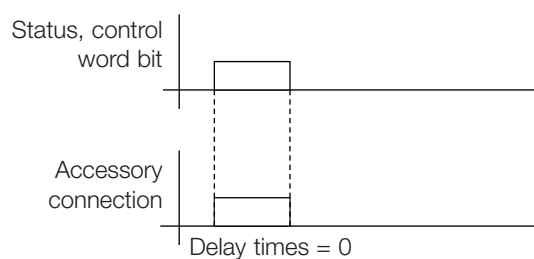 Status, control
word bit
Accessory
connection
Delay times = 0